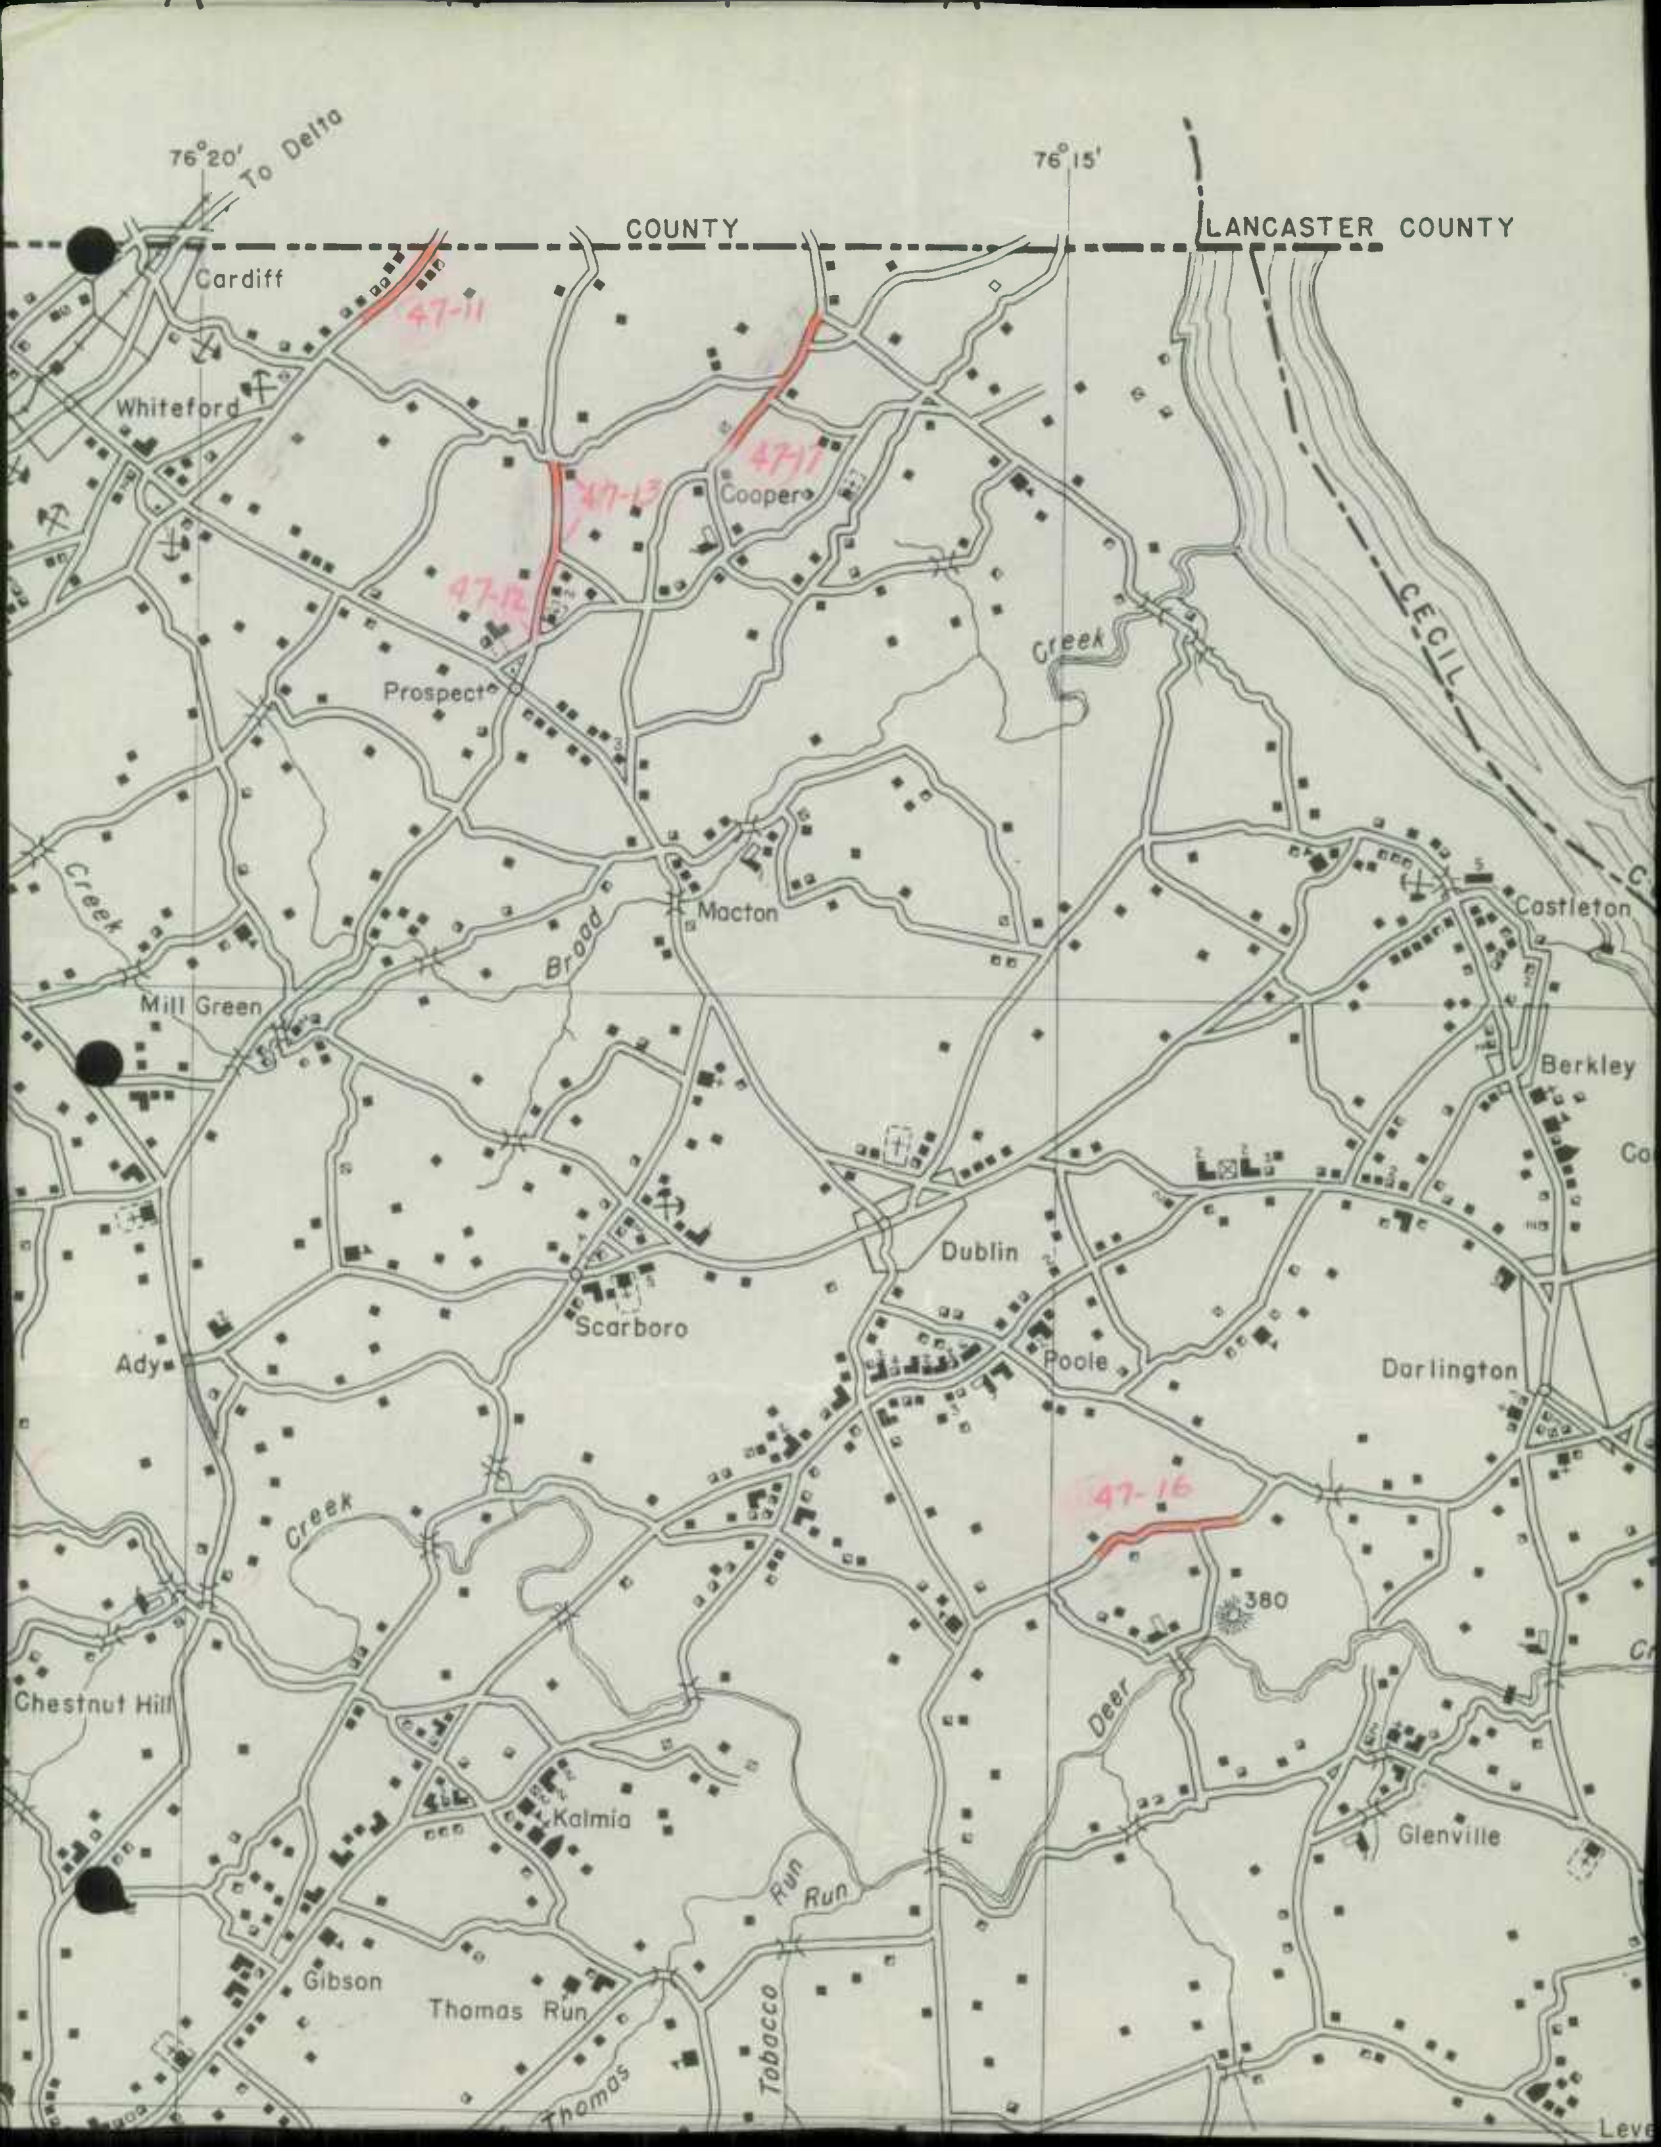 76°20'
To Delta
76°15'
COUNTY
LANCASTER COUNTY
Cardiff
47-11
Whiteford
47-17
47-13
Cooper
47-12
CECIL
Creek
Prospect
Creek
Macton
Castleton
Broad
Mill Green
Berkley
Dublin
Scarboro
Ady
Poole
Darlington
47-16
Creek
380
Chestnut Hill
Deer
Kalmia
Glenville
Run
Run
Gibson
Thomas Run
Tobacco
Thomas
Leve